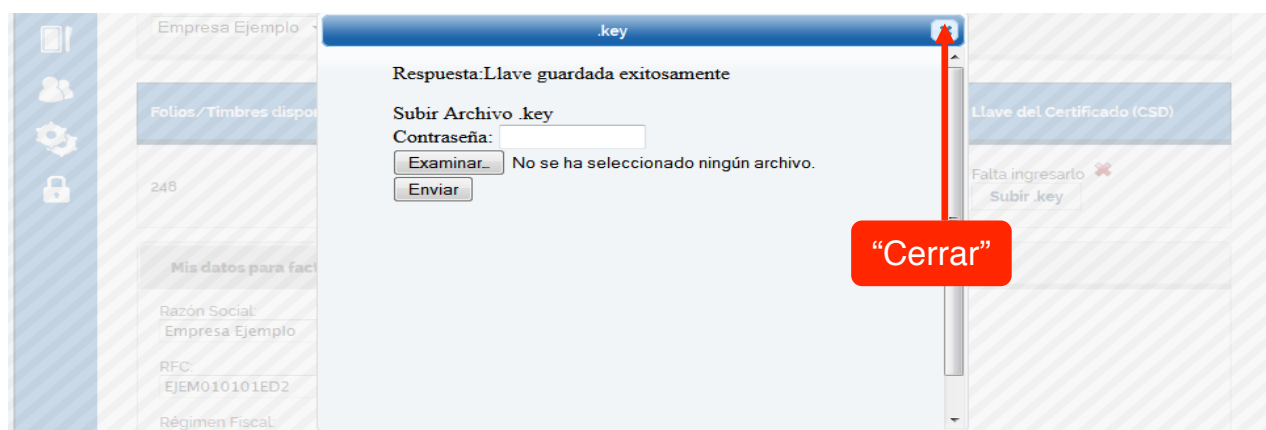 Empresa Ejemplo
.key
Respuesta:Llave guardada exitosamente
Folios/Timbres dispo
Subir Archivo .key
Llave del Certificado (CSD)
Contraseña:
Examinar... No se ha seleccionado ningún archivo.
248
Enviar
Falta ingresarlo
Subir .key
“Cerrar”
Mis datos para fact
Razón Social:
Empresa Ejemplo
RFC:
EJEM010101ED2
Régimen Fiscal: